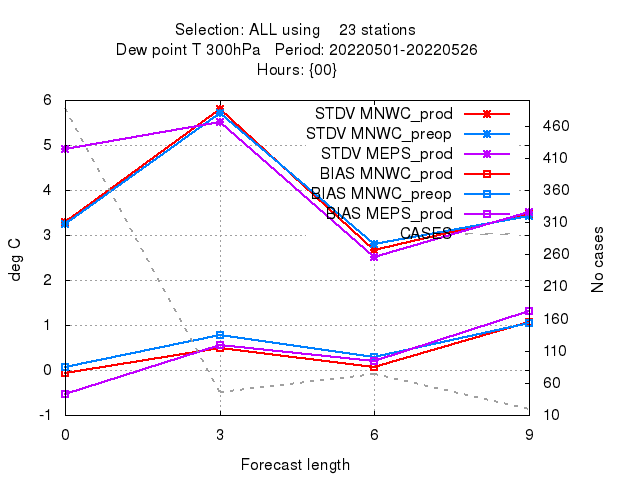 Selection: ALL using    23 stations
Dew point T 300hPa   Period: 20220501-20220526
Hours: {00}
STDV MNWC_prod
STDV MNWC_preop
STDV MEPS_prod
BIAS MNWC_prod
BIAS MNWC_preop
BIAS MEPS_prod
CASES
6
5
4
3
2
1
0
-1
deg C
460
410
360
310
260
210
160
110
60
10
No cases
0 3 6 9
Forecast length